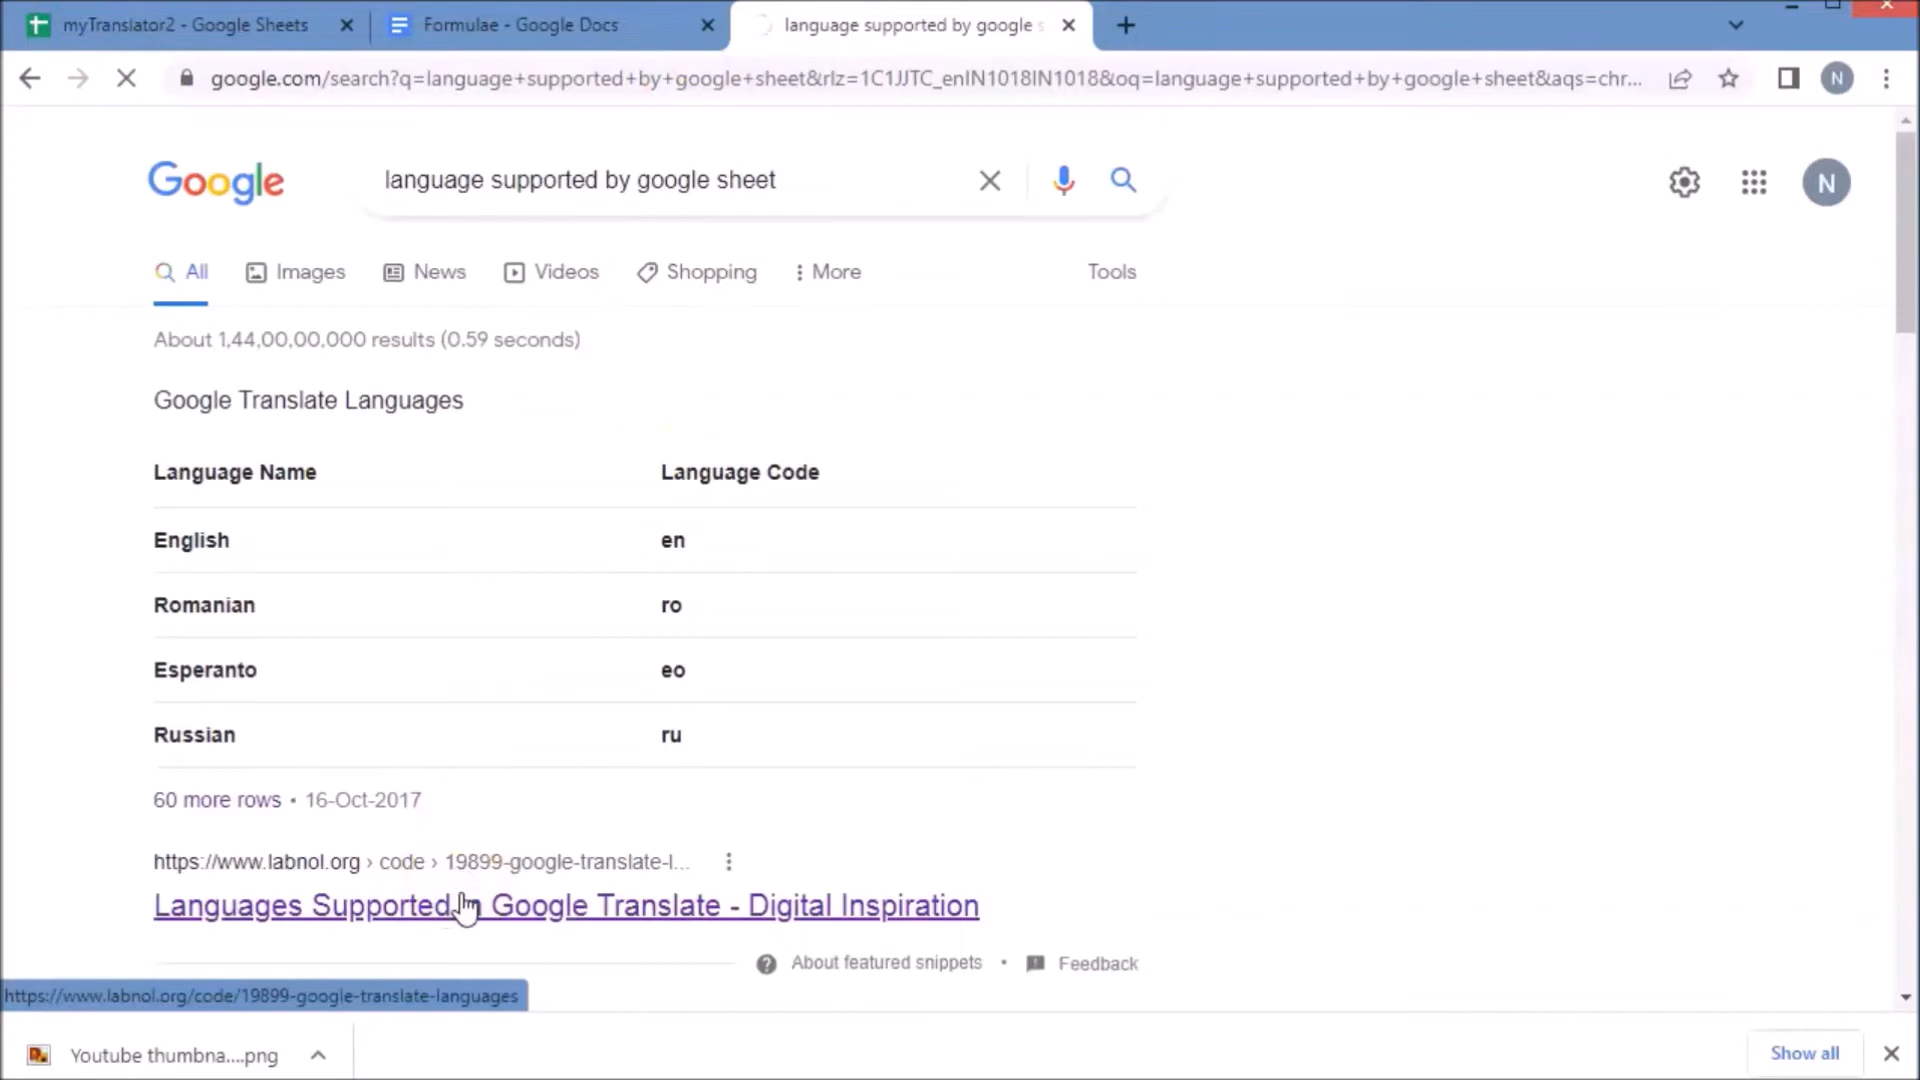 myTranslator2 - Google Sheets
Formulae - Google Docs
language supported by google s
google.com/search?q=language+supported+by+google+sheet&rlz=1C1JJTC_enIN1018IN1018&oq=language+supported+by+google+sheet&aqs=chr...
N
Google
language supported by google sheet
N
All
Images
News
Videos
Shopping
More
Tools
About 1,44,00,00,000 results (0.59 seconds)
Google Translate Languages
Language Name Language Code
English en
Romanian ro
Esperanto eo
Russian ru
60 more rows • 16-Oct-2017
https://www.labnol.org › code › 19899-google-translate-l...
Languages Supported in Google Translate - Digital Inspiration
About featured snippets • Feedback
https://www.labnol.org/code/19899-google-translate-languages
Youtube thumbna....png
Show all